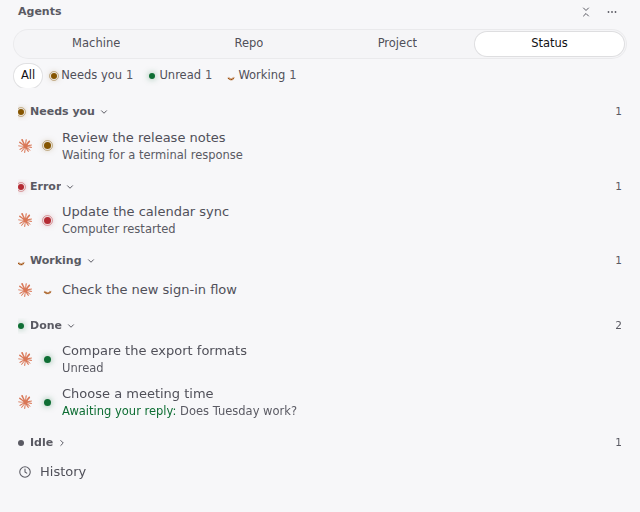 Agents
Machine
Repo
Project
Status
All
Needs you 1
Unread 1
Working 1
Needs you
1
Review the release notes
Waiting for a terminal response
Error
1
Update the calendar sync
Computer restarted
Working
1
Check the new sign-in flow
Done
2
Compare the export formats
Unread
Choose a meeting time
Awaiting your reply: Does Tuesday work?
Idle
1
History